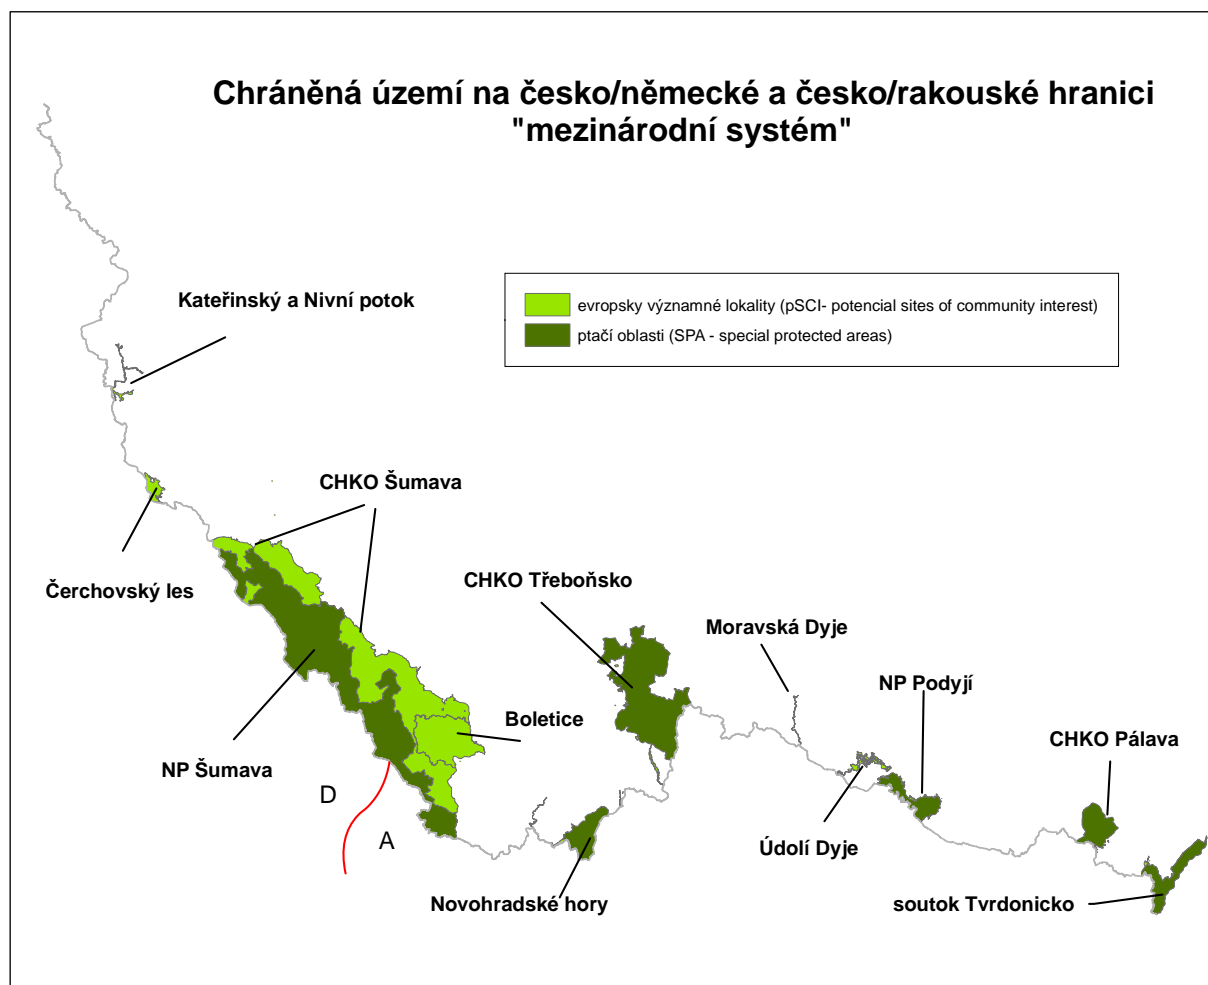 Chráněná území na česko/německé a česko/rakouské hranici
"mezinárodní systém"
Kateřinský a Nivní potok
evropsky významné lokality (pSCI- potencial sites of community interest)
ptačí oblasti (SPA - special protected areas)
CHKO Šumava
Čerchovský les
CHKO Třeboňsko
Moravská Dyje
NP Podyjí
Boletice
CHKO Pálava
NP Šumava
D
A
Údolí Dyje
Novohradské hory
soutok Tvrdonicko